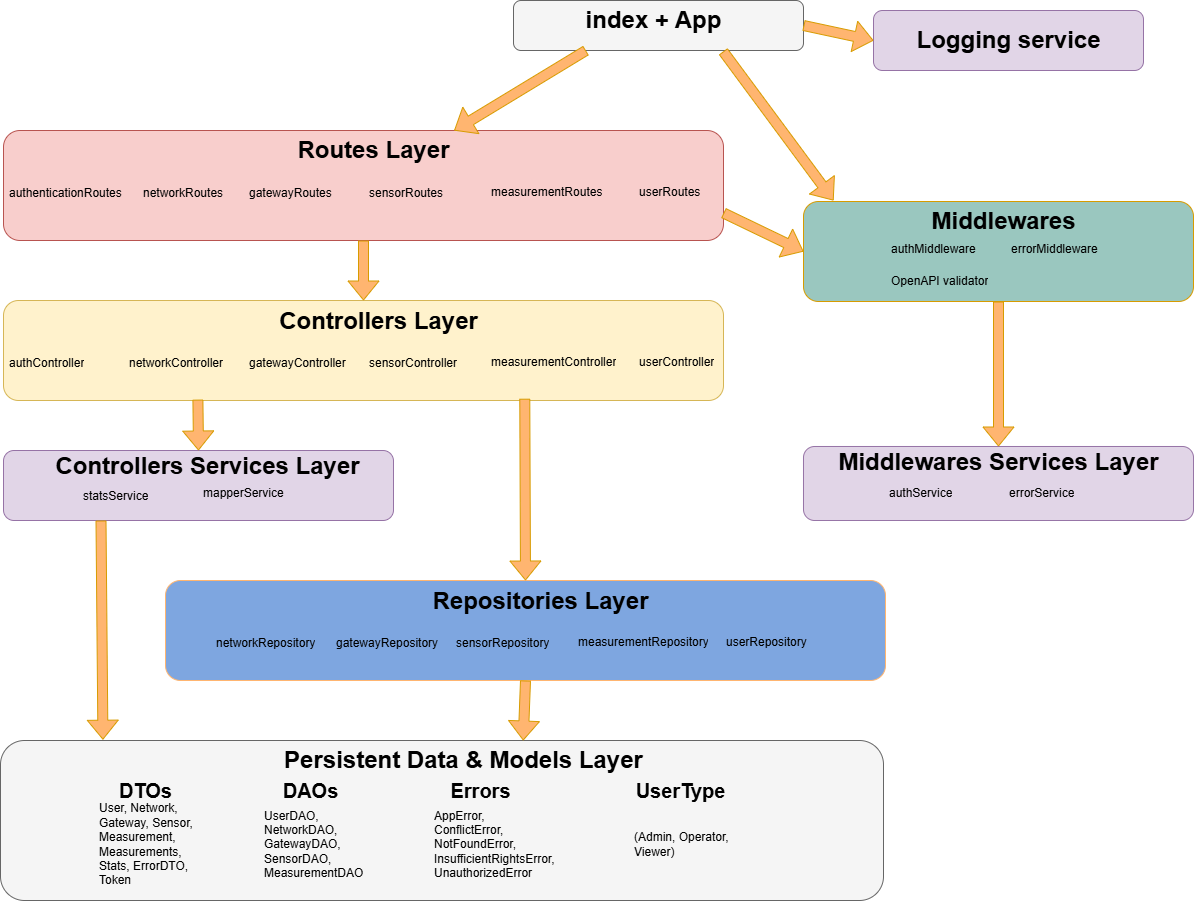 index + App
Logging service
Routes Layer
authenticationRoutes networkRoutes gatewayRoutes sensorRoutes measurementRoutes userRoutes
Middlewares
authMiddleware errorMiddleware
OpenAPI validator
Controllers Layer
authController networkController gatewayController sensorController measurementController userController
Controllers Services Layer
statsService mapperService
Middlewares Services Layer
authService errorService
Repositories Layer
networkRepository gatewayRepository sensorRepository measurementRepository userRepository
Persistent Data & Models Layer
DTOs
User, Network,
Gateway, Sensor,
Measurement,
Measurements,
Stats, ErrorDTO,
Token
DAOs
UserDAO,
NetworkDAO,
GatewayDAO,
SensorDAO,
MeasurementDAO
Errors
AppError,
ConflictError,
NotFoundError,
InsufficientRightsError,
UnauthorizedError
UserType
(Admin, Operator,
Viewer)